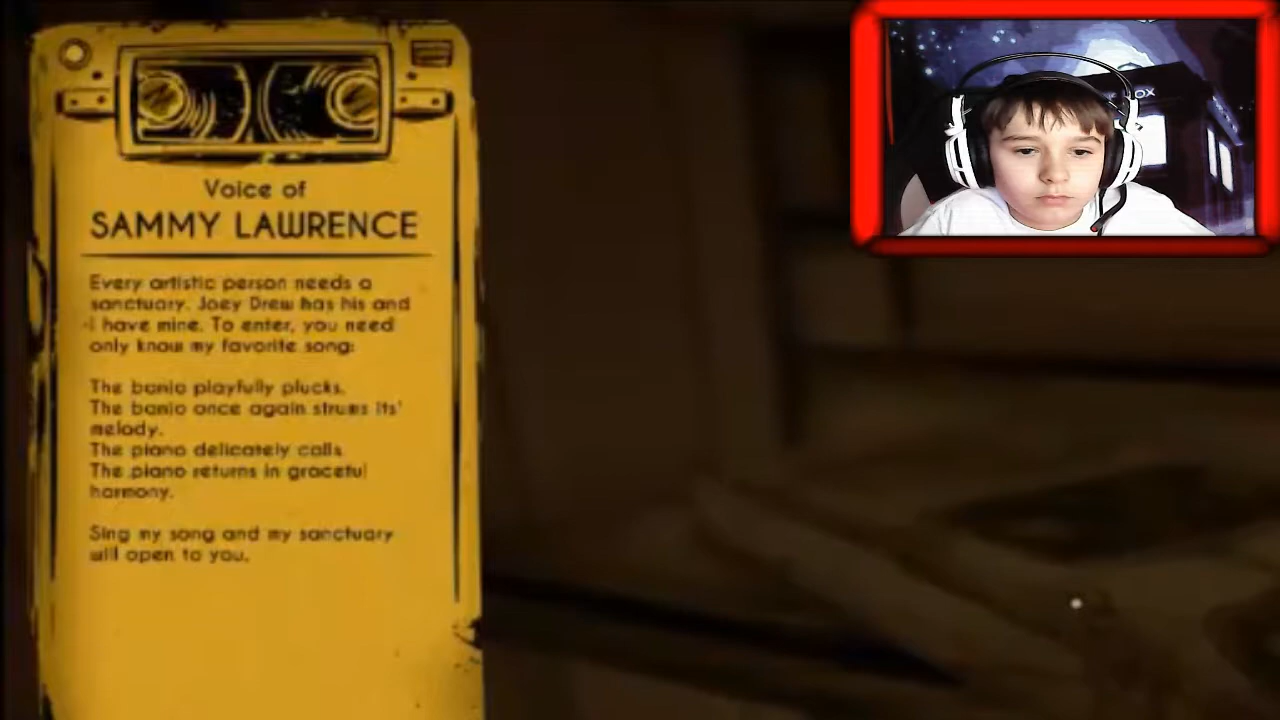 Voice of
SAMMY LAWRENCE
Every artistic person needs a
sanctuary. Joey Drew has his and
I have mine. To enter, you need
only know my favorite song:
The banjo playfully plucks.
The banjo once again strums its'
melody.
The piano delicately calls.
The piano returns in graceful
harmony.
Sing my song and my sanctuary
will open to you.
OX